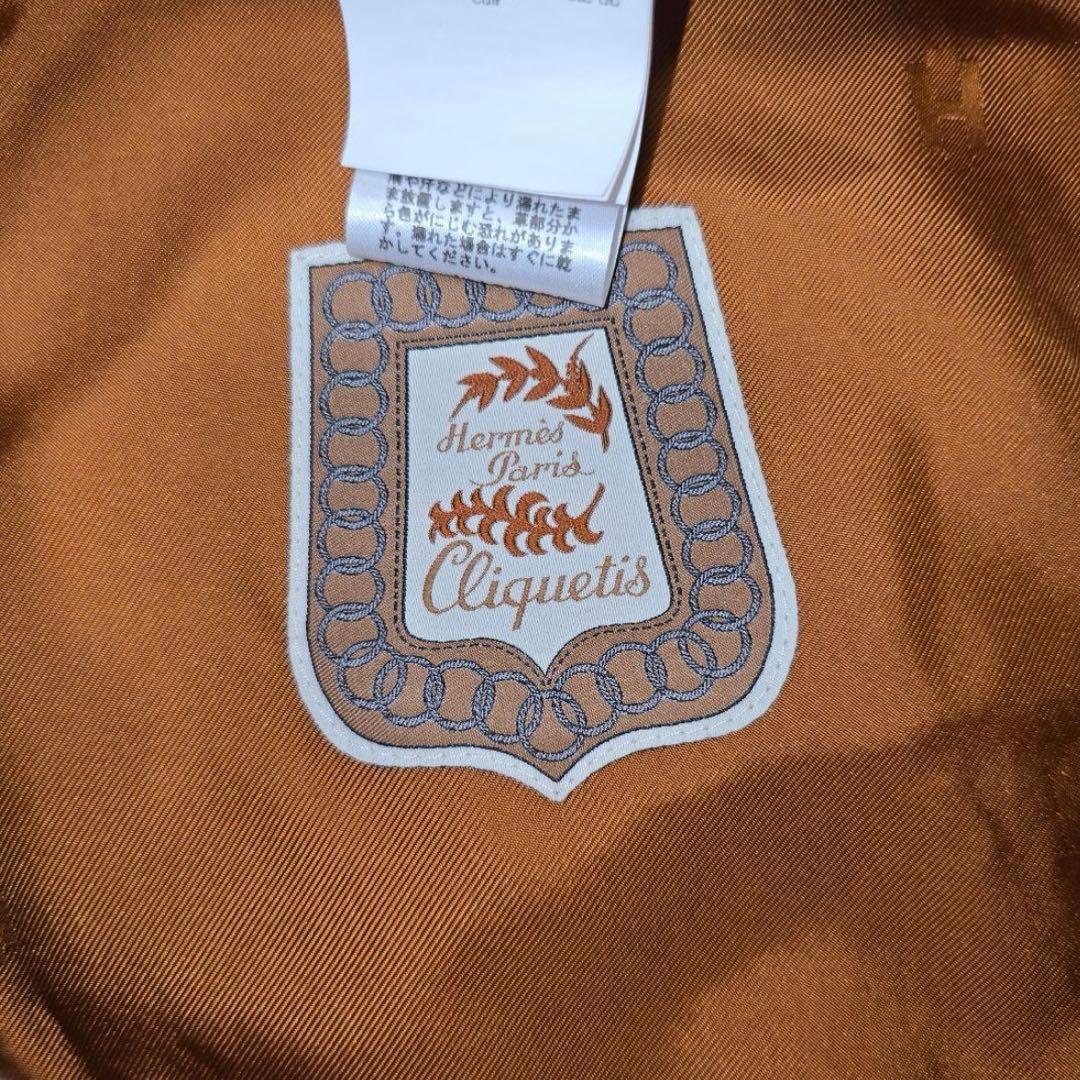 cuir
雨や汗などにより濡れたま
ま放置しますと、革部分か
ら色がにじむ恐れがありま
す。濡れた場合はすぐに乾
かしてください。
H
Hermès
Paris
Cliquetis